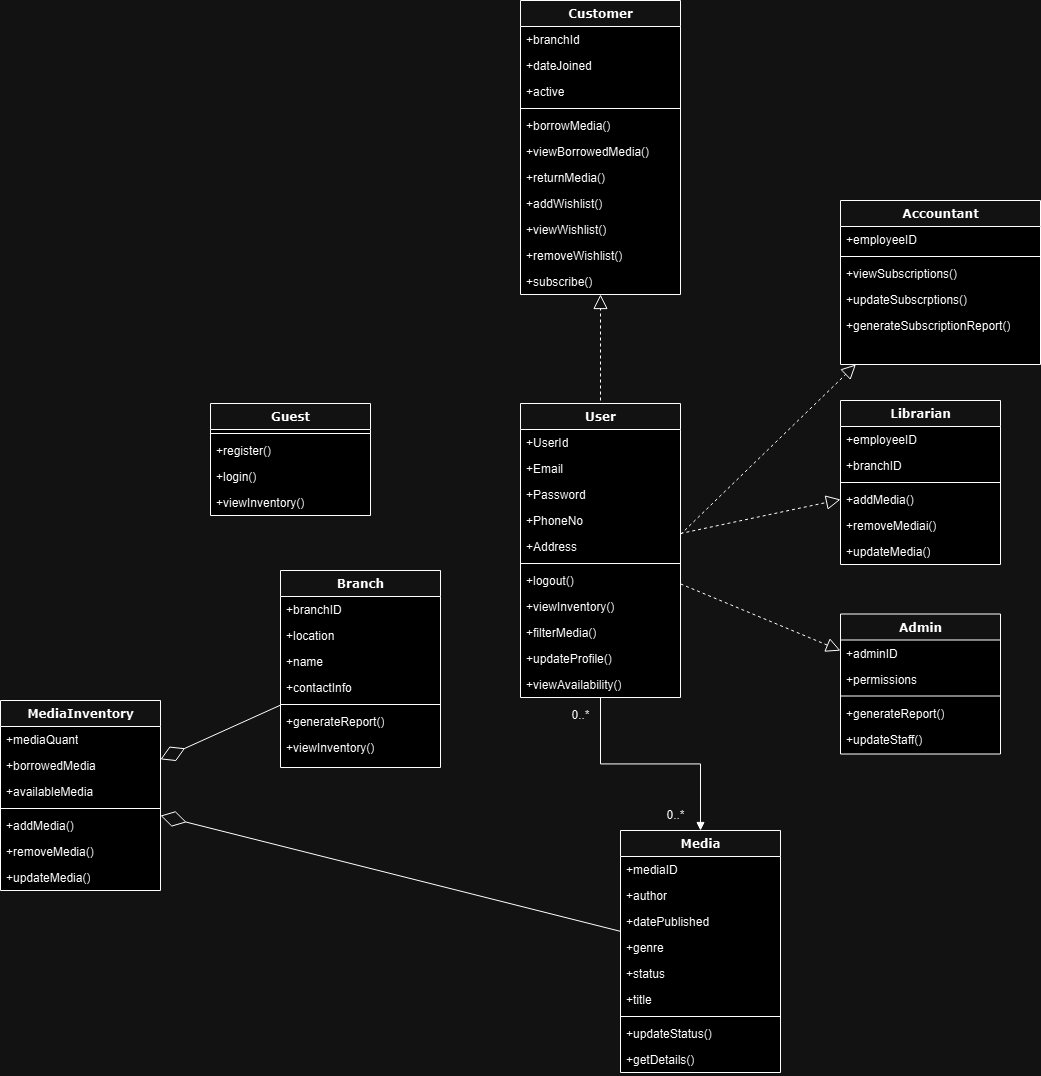 Customer
+branchId
+dateJoined
+active
+borrowMedia()
+viewBorrowedMedia()
+returnMedia()
+addWishlist()
+viewWishlist()
+removeWishlist()
+subscribe()
Accountant
+employeeID
+viewSubscriptions()
+updateSubscrptions()
+generateSubscriptionReport()
Guest
+register()
+login()
+viewInventory()
User
+UserId
+Email
+Password
+PhoneNo
+Address
+logout()
+viewInventory()
+filterMedia()
+updateProfile()
+viewAvailability()
Librarian
+employeeID
+branchID
+addMedia()
+removeMediai()
+updateMedia()
Branch
+branchID
+location
+name
+contactInfo
+generateReport()
+viewInventory()
Admin
+adminID
+permissions
+generateReport()
+updateStaff()
MediaInventory
+mediaQuant
+borrowedMedia
+availableMedia
+addMedia()
+removeMedia()
+updateMedia()
0..*
0..*
Media
+mediaID
+author
+datePublished
+genre
+status
+title
+updateStatus()
+getDetails()